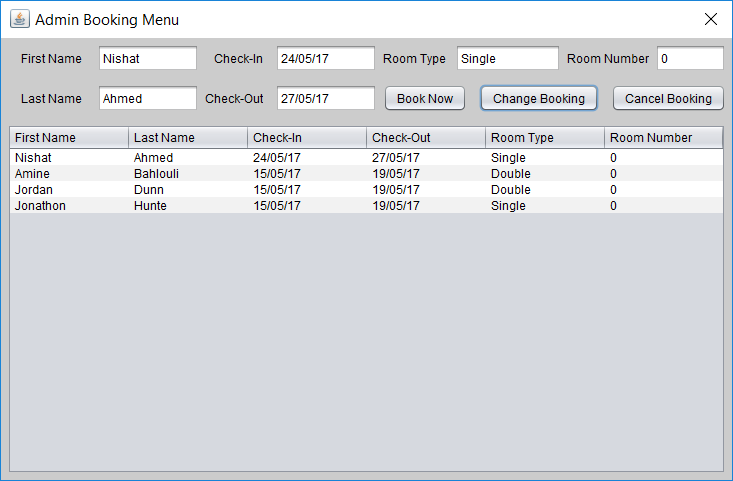 Admin Booking Menu
First Name Nishat Check-In 24/05/17 Room Type Single Room Number 0
Last Name Ahmed Check-Out 27/05/17 Book Now Change Booking Cancel Booking
First Name Last Name Check-In Check-Out Room Type Room Number
Nishat Ahmed 24/05/17 27/05/17 Single 0
Amine Bahlouli 15/05/17 19/05/17 Double 0
Jordan Dunn 15/05/17 19/05/17 Double 0
Jonathon Hunte 15/05/17 19/05/17 Single 0